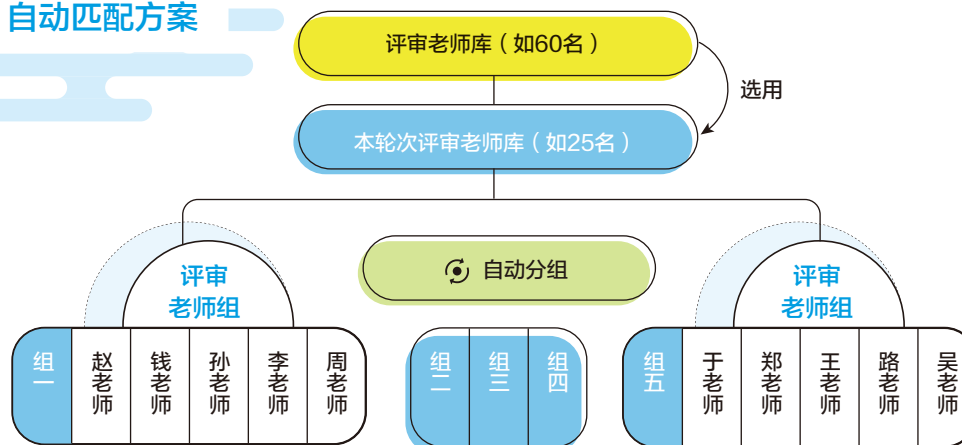 自动匹配方案
评审老师库（如60名）
选用
本轮次评审老师库（如25名）
自动分组
评审
老师组
评审
老师组
组一
赵老师
钱老师
孙老师
李老师
周老师
组二
组三
组四
组五
于老师
郑老师
王老师
路老师
吴老师